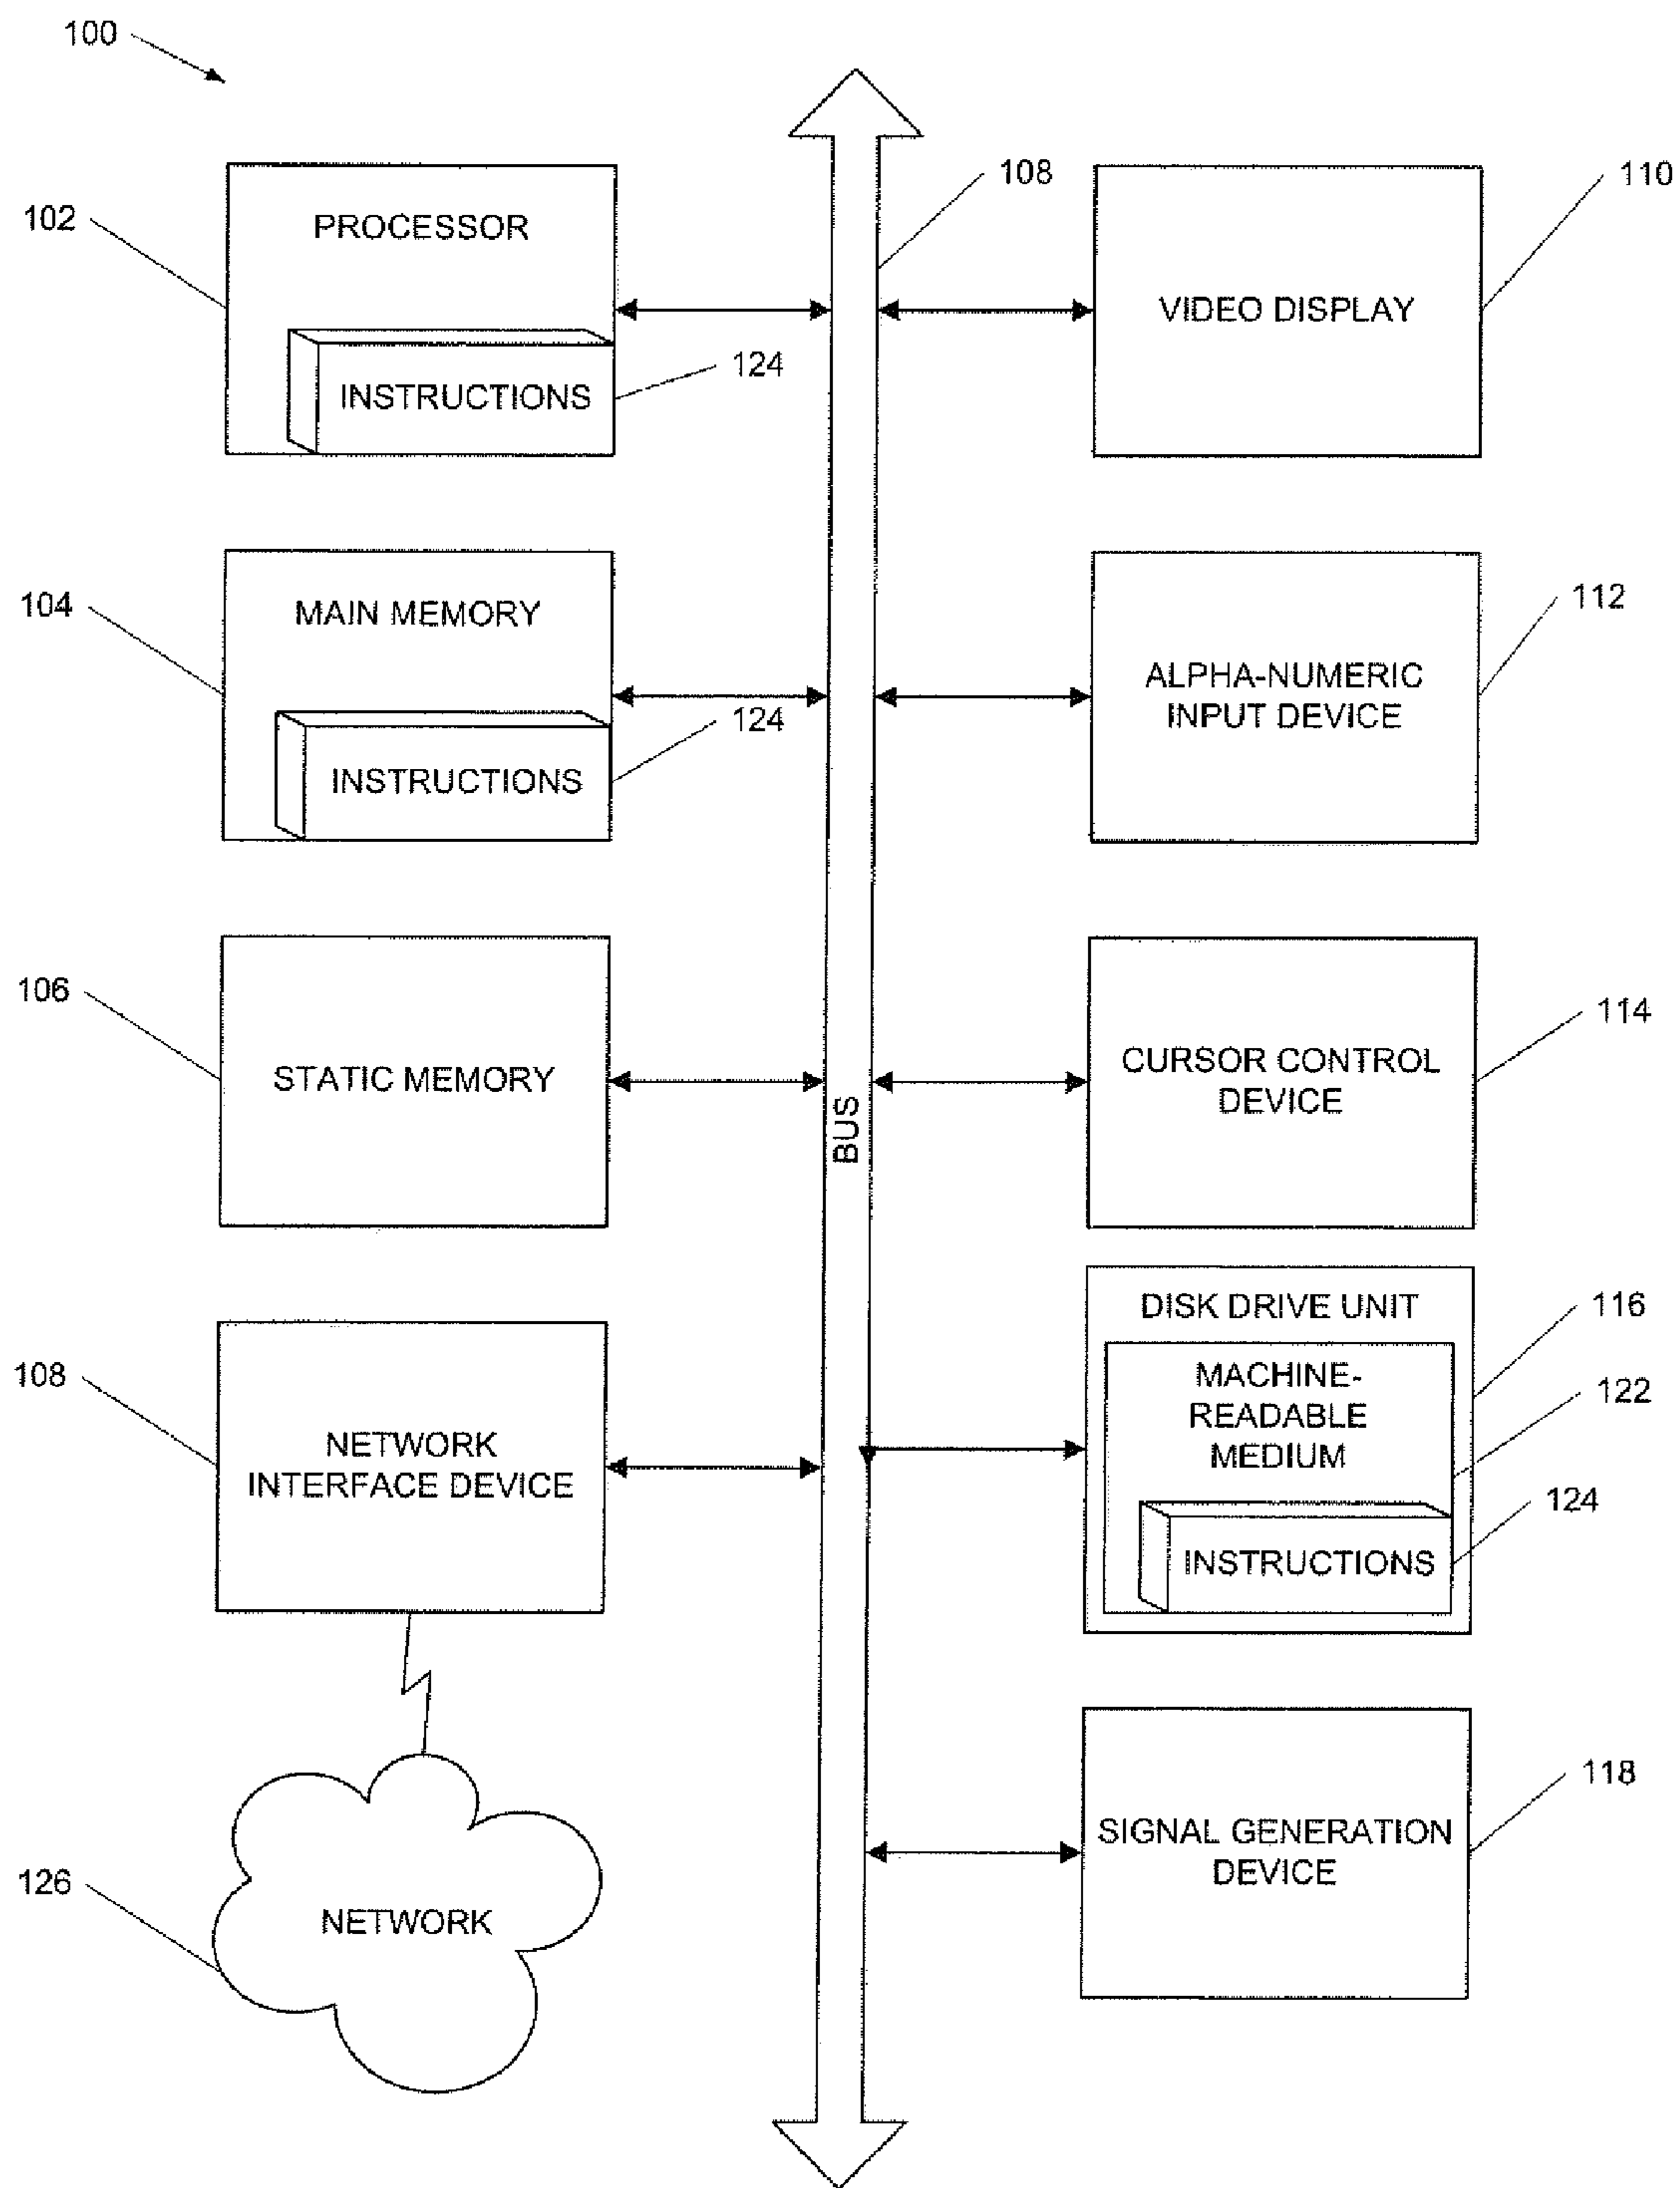 100
102
PROCESSOR
INSTRUCTIONS
124
108
VIDEO DISPLAY
110
104
MAIN MEMORY
INSTRUCTIONS
124
ALPHA-NUMERIC
INPUT DEVICE
112
106
STATIC MEMORY
BUS
CURSOR CONTROL
DEVICE
114
108
NETWORK
INTERFACE DEVICE
DISK DRIVE UNIT
116
MACHINE-
READABLE
MEDIUM
122
INSTRUCTIONS
124
126
NETWORK
SIGNAL GENERATION
DEVICE
118